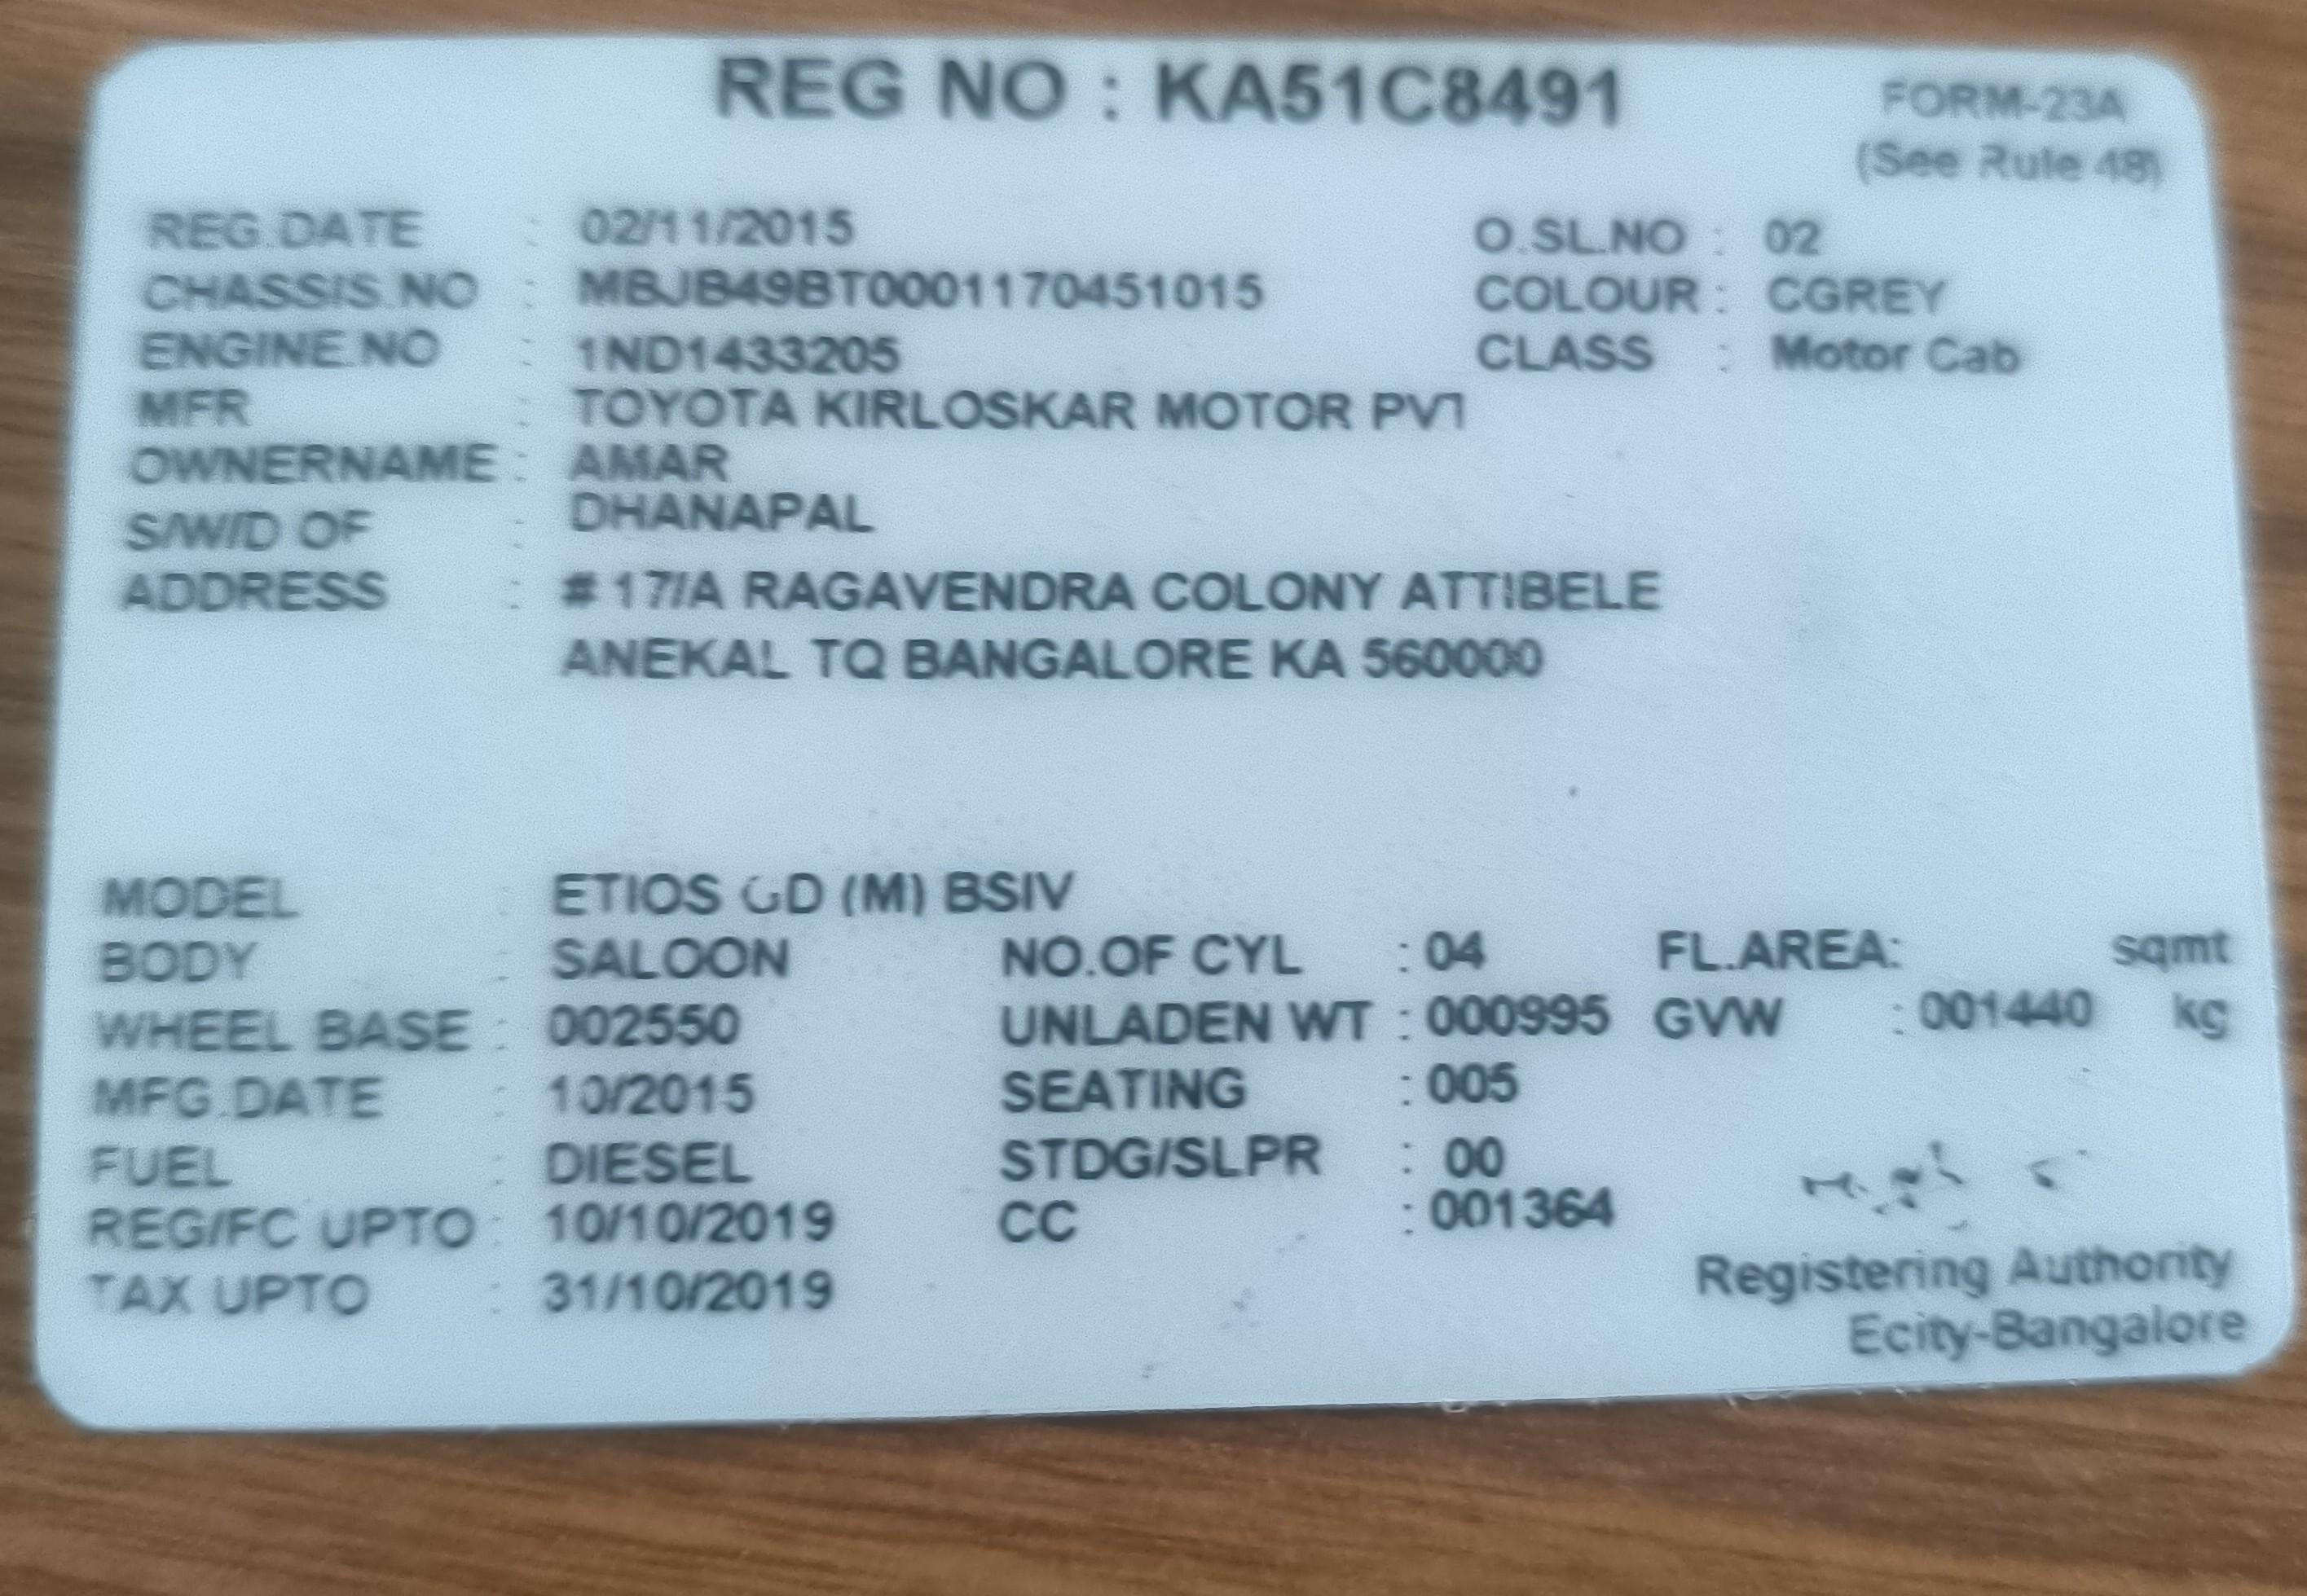 REG NO : KA51C8491
FORM-23A
(See Rule 48)
REG.DATE : 02/11/2015 O.SL.NO : 02
CHASSIS.NO : MBJB49BT0001170451015 COLOUR : CGREY
ENGINE.NO : 1ND1433205 CLASS : Motor Cab
MFR : TOYOTA KIRLOSKAR MOTOR PVT
OWNERNAME : AMAR
S/W/D OF : DHANAPAL
ADDRESS : # 17/A RAGAVENDRA COLONY ATTIBELE
ANEKAL TQ BANGALORE KA 560000
MODEL : ETIOS GD (M) BSIV
BODY : SALOON NO.OF CYL : 04 FL.AREA: sqmt
WHEEL BASE : 002550 UNLADEN WT : 000995 GVW : 001440 kg
MFG.DATE : 10/2015 SEATING : 005
FUEL : DIESEL STDG/SLPR : 00
REG/FC UPTO : 10/10/2019 CC : 001364
TAX UPTO : 31/10/2019
Registering Authority
Ecity-Bangalore